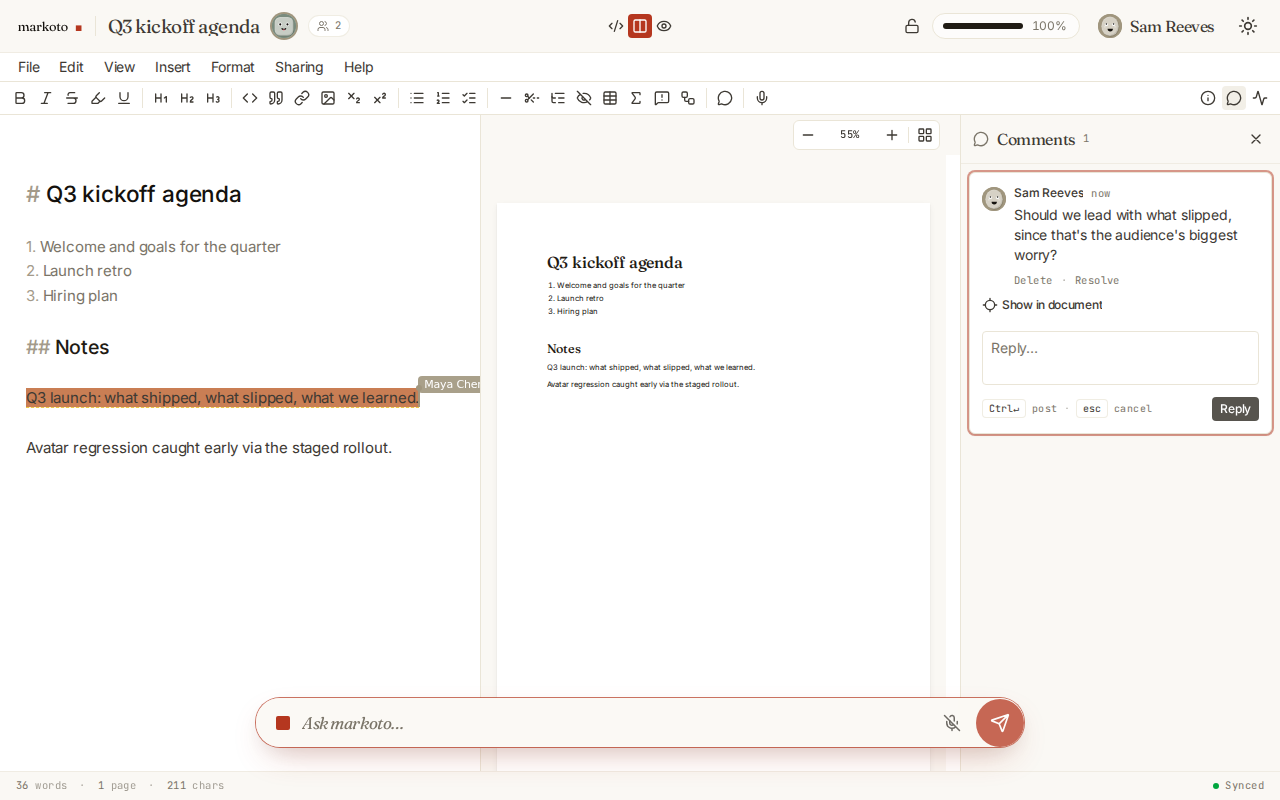 markoto
Q3 kickoff agenda
2
100%
Sam Reeves
File Edit View Insert Format Sharing Help
H1 H2 H3
55%
Comments 1
# Q3 kickoff agenda
1. Welcome and goals for the quarter
2. Launch retro
3. Hiring plan
## Notes
Maya Cher
Q3 launch: what shipped, what slipped, what we learned.
Avatar regression caught early via the staged rollout.
Q3 kickoff agenda
1. Welcome and goals for the quarter
2. Launch retro
3. Hiring plan
Notes
Q3 launch: what shipped, what slipped, what we learned.
Avatar regression caught early via the staged rollout.
Sam Reeves now
Should we lead with what slipped,
since that's the audience's biggest
worry?
Delete · Resolve
Show in document
Reply...
Ctrl↵ post · esc cancel
Reply
Ask markoto...
36 words · 1 page · 211 chars
Synced